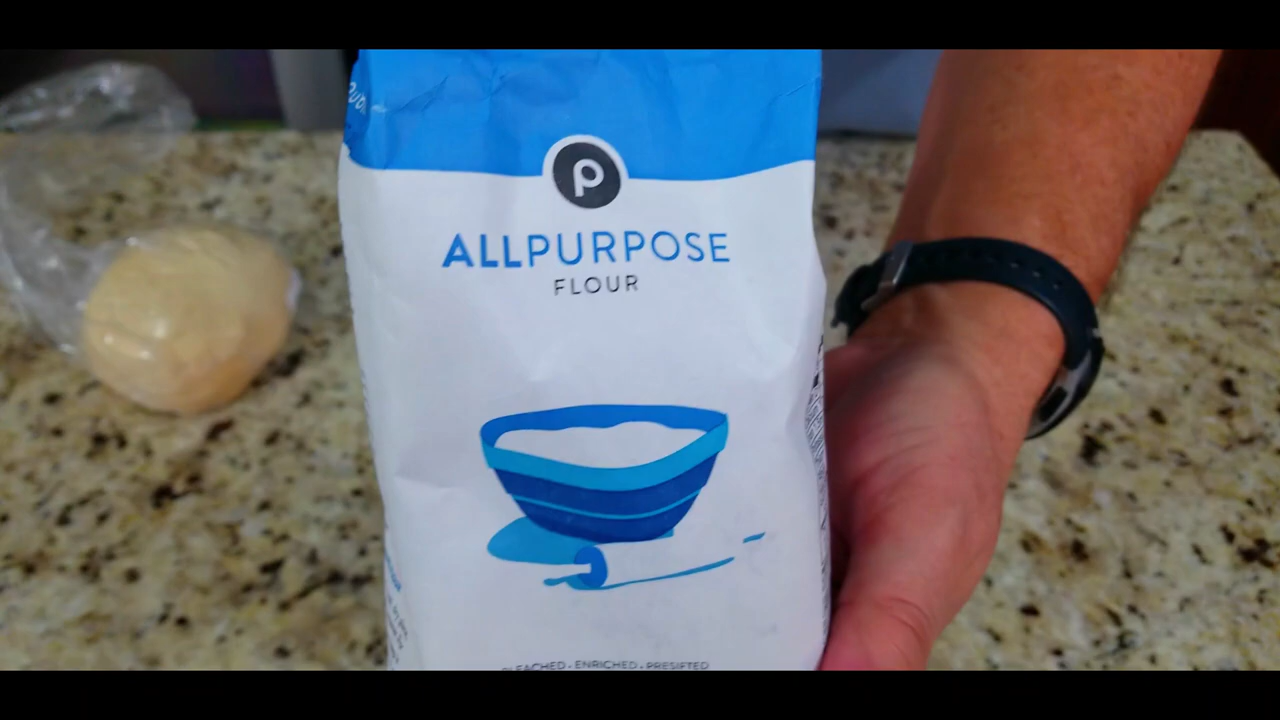 p
ALLPURPOSE
FLOUR
BLEACHED • ENRICHED • PRESIFTED